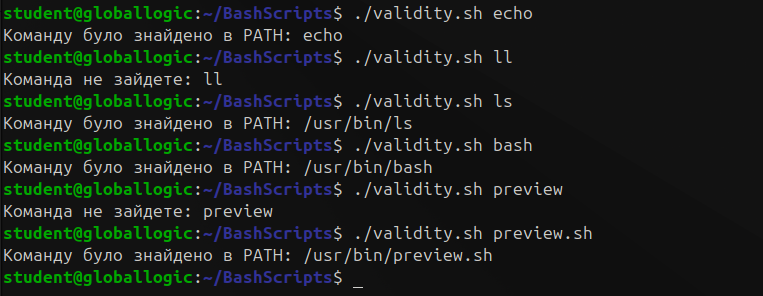 student@globallogic:~/BashScripts$ ./validity.sh echo
Команду було знайдено в PATH: echo
student@globallogic:~/BashScripts$ ./validity.sh ll
Команда не зайдете: ll
student@globallogic:~/BashScripts$ ./validity.sh ls
Команду було знайдено в PATH: /usr/bin/ls
student@globallogic:~/BashScripts$ ./validity.sh bash
Команду було знайдено в PATH: /usr/bin/bash
student@globallogic:~/BashScripts$ ./validity.sh preview
Команда не зайдете: preview
student@globallogic:~/BashScripts$ ./validity.sh preview.sh
Команду було знайдено в PATH: /usr/bin/preview.sh
student@globallogic:~/BashScripts$ _